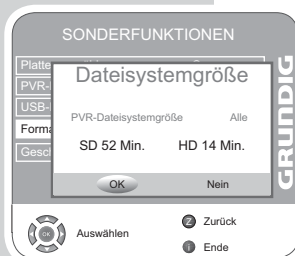 SONDERFUNKTIONEN
Platte
Dateisystemgröße
PVR-
USB-
PVR-Dateisystemgröße Alle
Forma
SD 52 Min. HD 14 Min.
Gesch
OK Nein
GRUNDIG
OK Auswählen
Z Zurück
i Ende